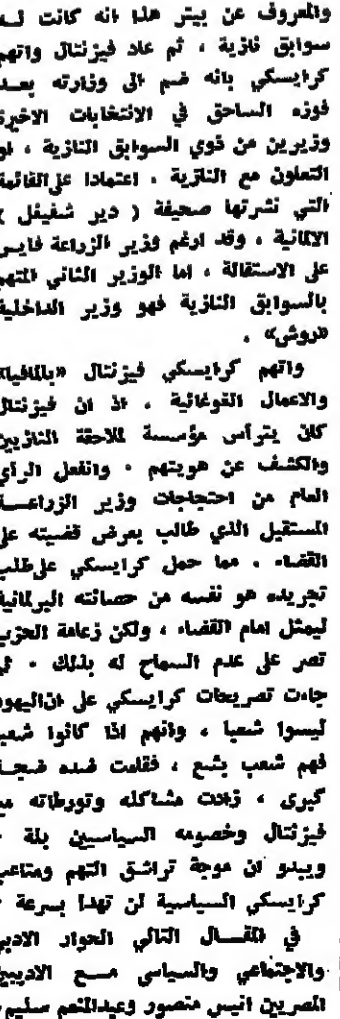 والمعروف عن بيتر هذا انه كانت لـه
سوابق نازية ، ثم عاد فيزنتال واتهم
كرايسكي بانه ضم الى وزارته بعـد
فوزه الساحق في الانتخابات الاخيرة
وزيرين من ذوي السوابق النازية ، او
التعاون مع النازية ، اعتمادا على القائمة
التي نشرتها صحيفة ( دير شفيغل )
الالمانية ، وقد ارغم وزير الزراعة فايس
على الاستقالة ، اما الوزير الثاني المتهم
بالسوابق النازية فهو وزير الداخلية
«روش» .
واتهم كرايسكي فيزنتال «بالمافيا»
والاعمال الغوغائية ، اذ ان فيزنتال
كان يترأس مؤسسة لملاحقة النازيين
والكشف عن هويتهم . وانفعل الرأي
العام من احتجاجات وزير الزراعـة
المستقيل الذي طالب بعرض قضيته على
القضاء ، مما حمل كرايسكي على طلب
تجريده هو نفسه من حصانته البرلمانية
ليمثل امام القضاء ، ولكن زعامة الحزب
تصر على عدم السماح له بذلك . ثم
جاءت تصريحات كرايسكي على ان اليهود
ليسوا شعبا ، وانهم اذا كانوا شعبا
فهم شعب بشع ، فقامت ضده ضجـة
كبرى ، زادت مشاكله وتورطاته مع
فيزنتال وخصومه السياسيين بلة .
ويبدو ان موجة تراشق التهم ومتاعب
كرايسكي السياسية لن تهدا بسرعة .
في المقـال التالي الحوار الادبي
والاجتماعي والسياسي مـع الاديبين
المصريين انيس منصور وعبدالمنعم سليم